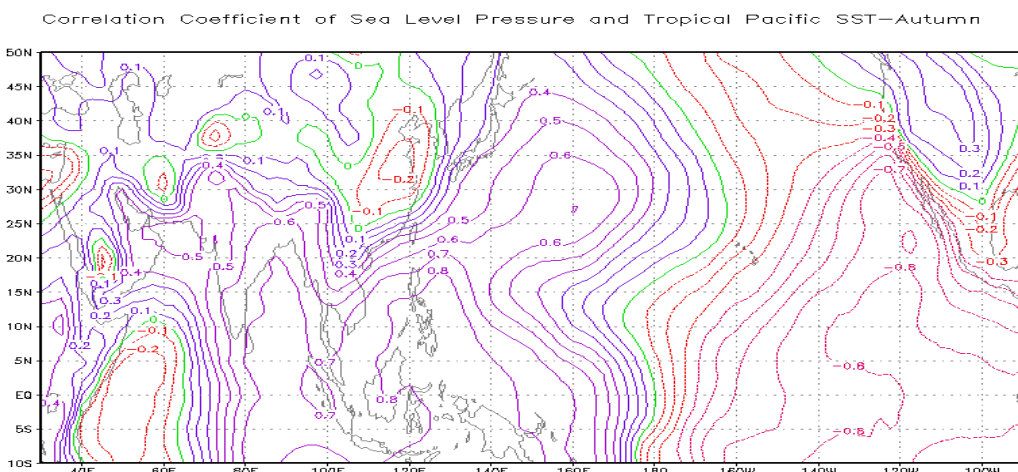 Correlation Coefficient of Sea Level Pressure and Tropical Pacific SST-Autumn
50N
0.1 0.1 0
45N
0.4 -0.1
40N
0 -0.1 0.5 -0.2
-0.3
35N
0.1 0.1 0.4 0 0.6 -0.4 0.3
-0.5
30N
-0.2 -0.7 0.2
0.1
25N
0 0.5 -0.1 0.5 0
0.6 -0.1
20N
0.5 0.1 0.6 0.6 -0.2
0.5 0.2 0.7 -0.3
0.4 0.3 0.8 -0.8
-0.1 0.4
15N
0.1
0.3
10N
0.2 0.1
-0.1
5N
0.2 -0.2 0.7
EQ
0.4 0.7 0.8
5S
10S
40E 60E 80E 100E 120E 140E 160E 180 160W 140W 120W 100W